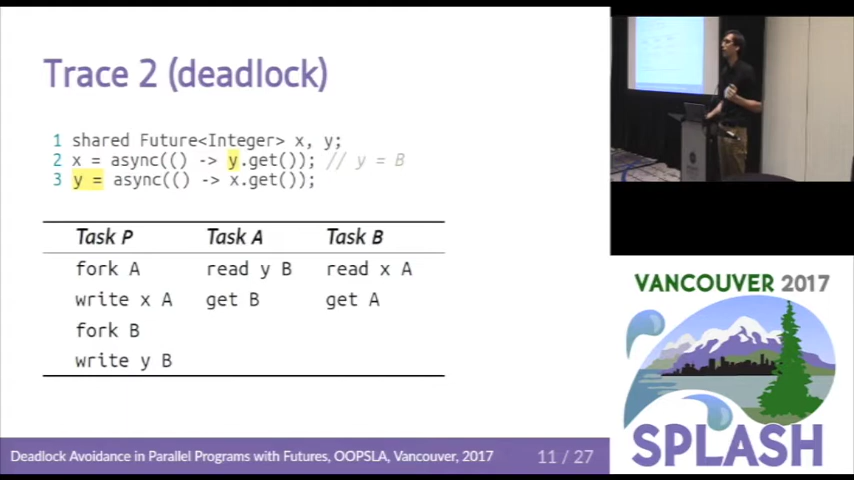 Trace 2 (deadlock)
1 shared Future<Integer> x, y;
2 x = async(() -> y.get()); // y = B
3 y = async(() -> x.get());
Task P Task A Task B
fork A read y B read x A
write x A get B get A
fork B
write y B
Deadlock Avoidance in Parallel Programs with Futures, OOPSLA, Vancouver, 2017 11 / 27
VANCOUVER 2017
SPLASH